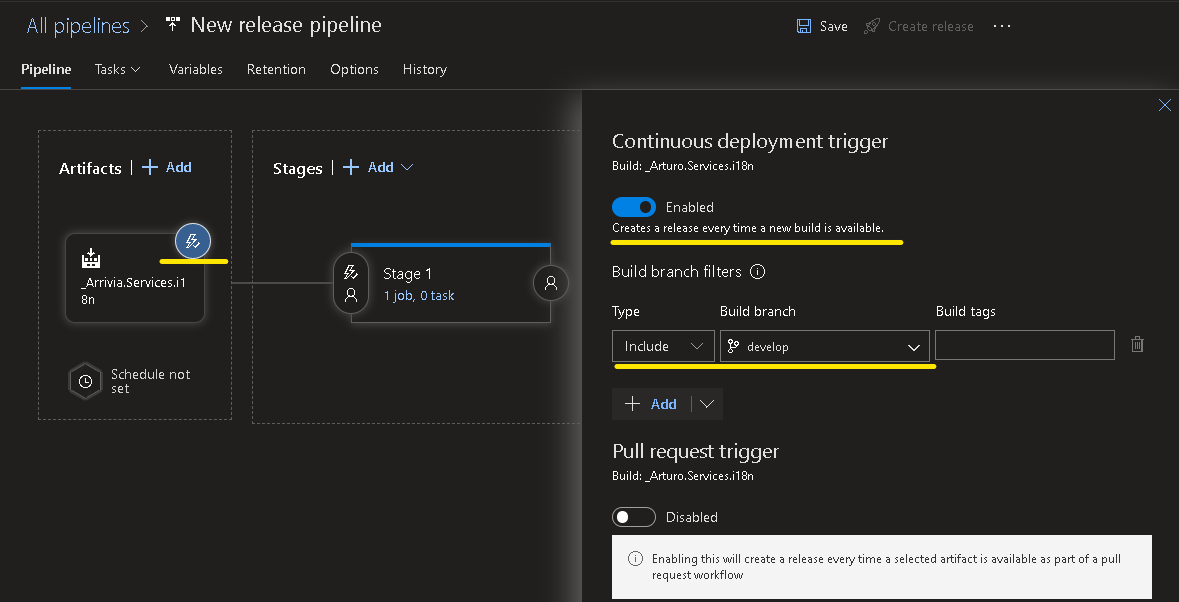 All pipelines > New release pipeline
Save Create release ...
Pipeline Tasks Variables Retention Options History
Artifacts | + Add
Stages | + Add
_Arrivia.Services.i1
8n
Schedule not
set
Stage 1
1 job, 0 task
Continuous deployment trigger
Build: _Arturo.Services.i18n
Enabled
Creates a release every time a new build is available.
Build branch filters
Type Build branch Build tags
Include develop
+ Add
Pull request trigger
Build: _Arturo.Services.i18n
Disabled
Enabling this will create a release every time a selected artifact is available as part of a pull
request workflow